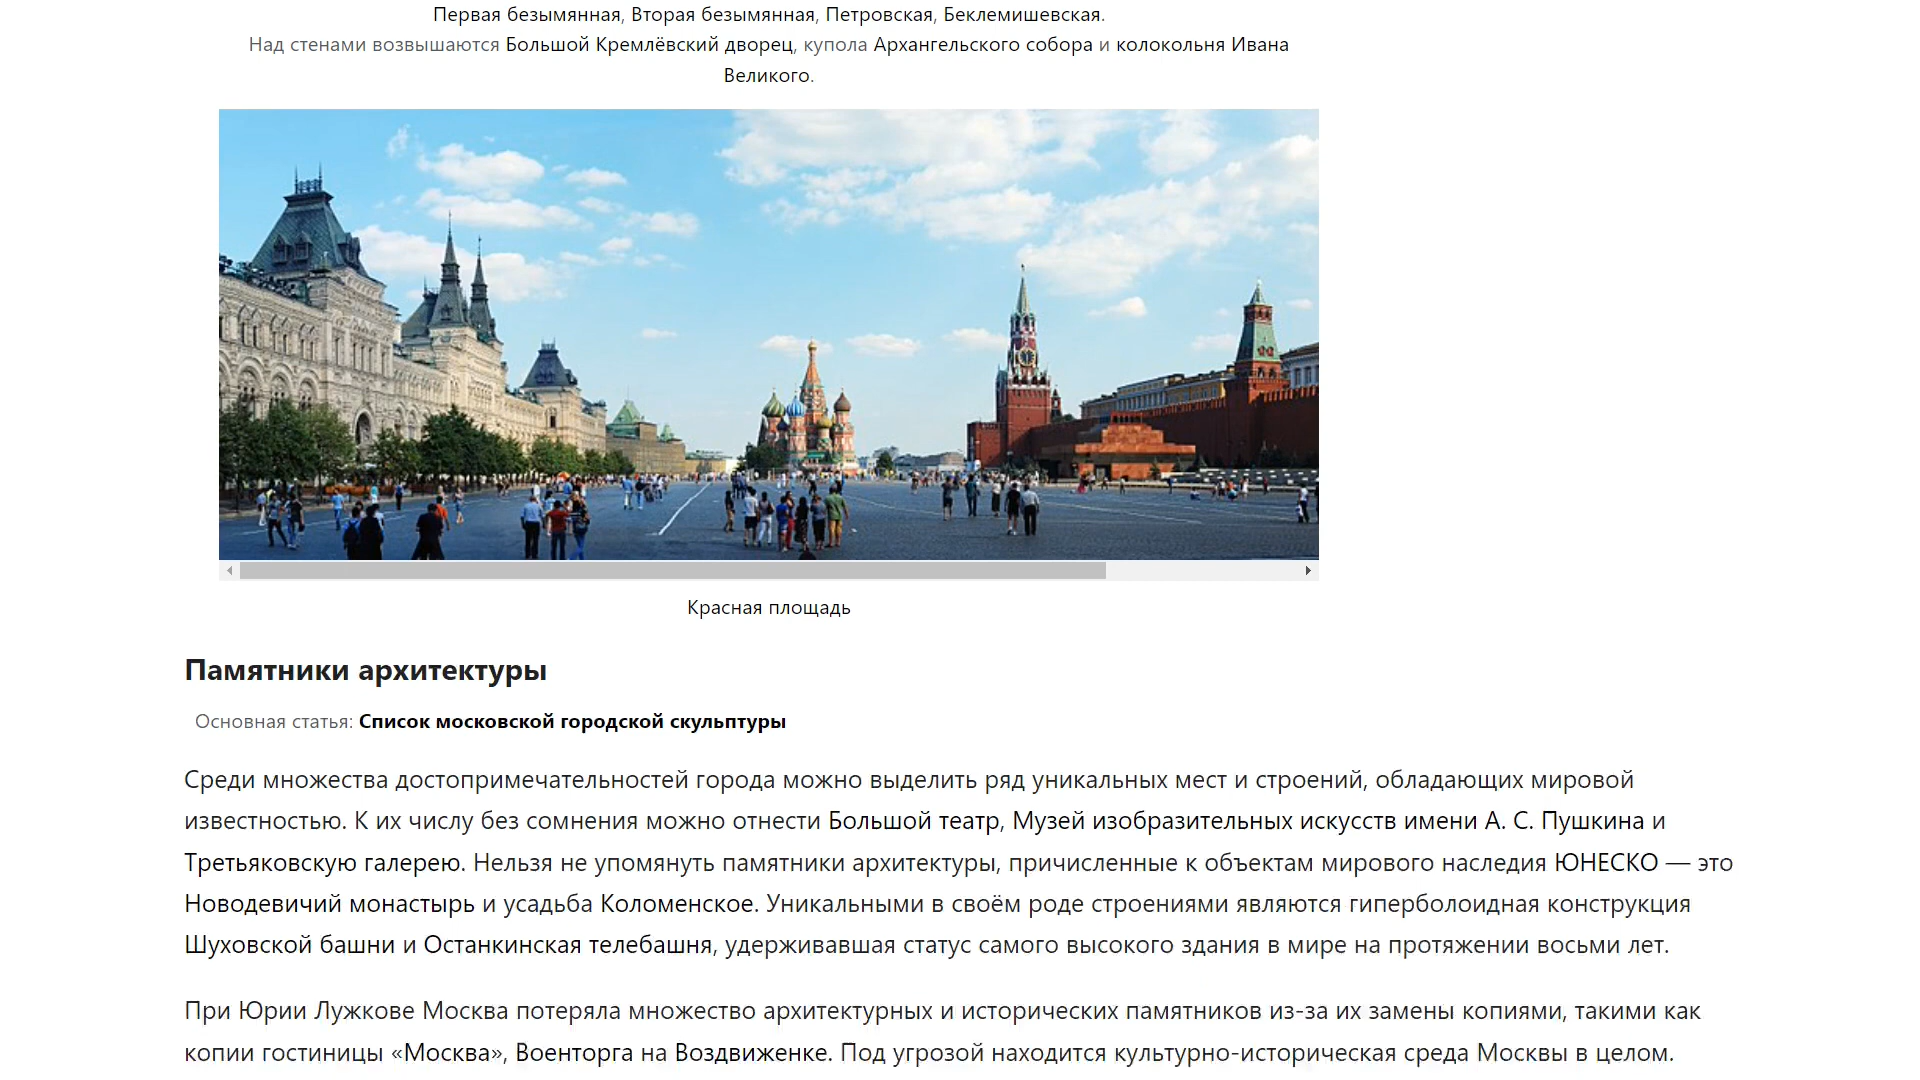 Первая безымянная, Вторая безымянная, Петровская, Беклемишевская.
Над стенами возвышаются Большой Кремлёвский дворец, купола Архангельского собора и колокольня Ивана
Великого.
Красная площадь
Памятники архитектуры
Основная статья: Список московской городской скульптуры
Среди множества достопримечательностей города можно выделить ряд уникальных мест и строений, обладающих мировой
известностью. К их числу без сомнения можно отнести Большой театр, Музей изобразительных искусств имени А. С. Пушкина и
Третьяковскую галерею. Нельзя не упомянуть памятники архитектуры, причисленные к объектам мирового наследия ЮНЕСКО — это
Новодевичий монастырь и усадьба Коломенское. Уникальными в своём роде строениями являются гиперболоидная конструкция
Шуховской башни и Останкинская телебашня, удерживавшая статус самого высокого здания в мире на протяжении восьми лет.
При Юрии Лужкове Москва потеряла множество архитектурных и исторических памятников из-за их замены копиями, такими как
копии гостиницы «Москва», Военторга на Воздвиженке. Под угрозой находится культурно-историческая среда Москвы в целом.